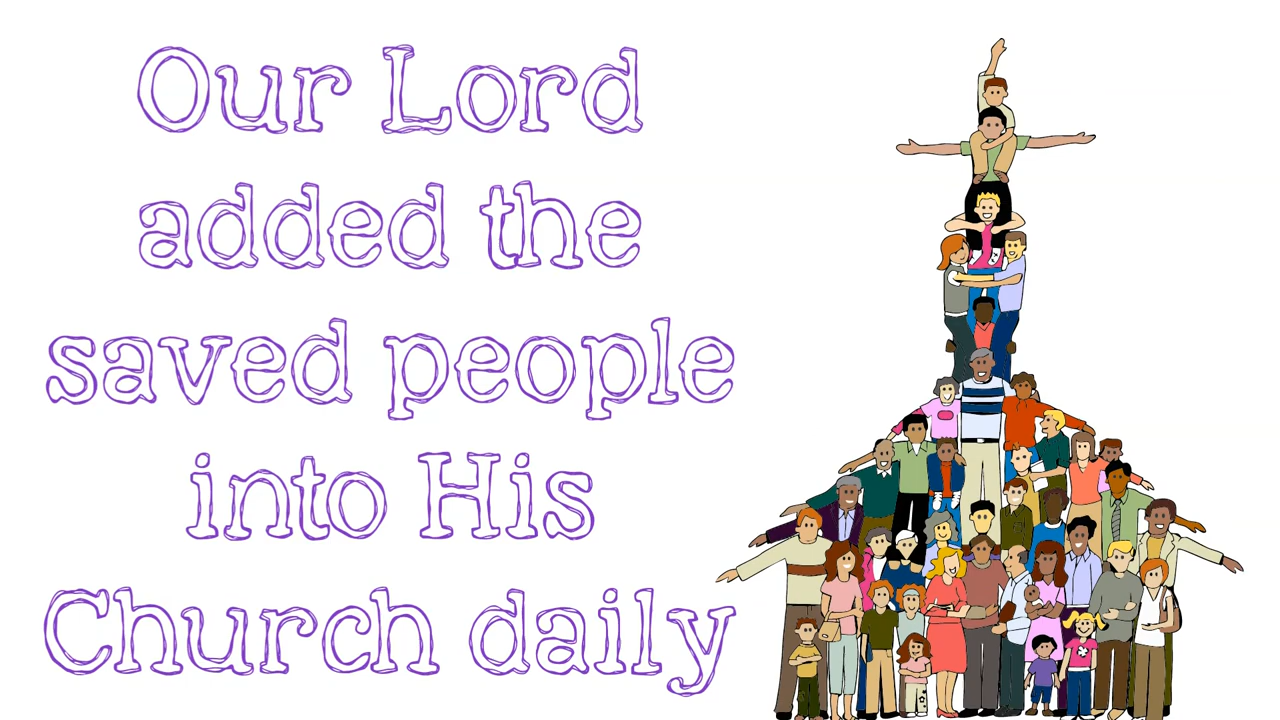 Our Lord
added the
saved people
into His
Church daily